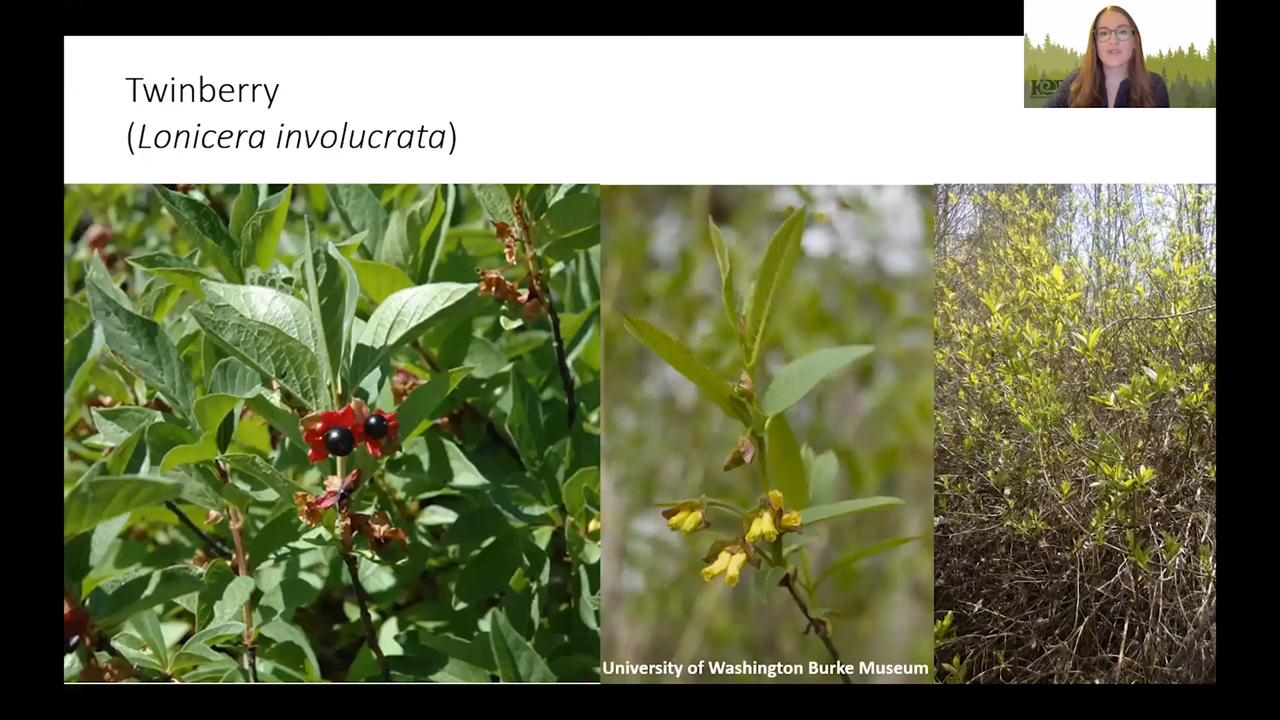 Twinberry
(Lonicera involucrata)
University of Washington Burke Museum